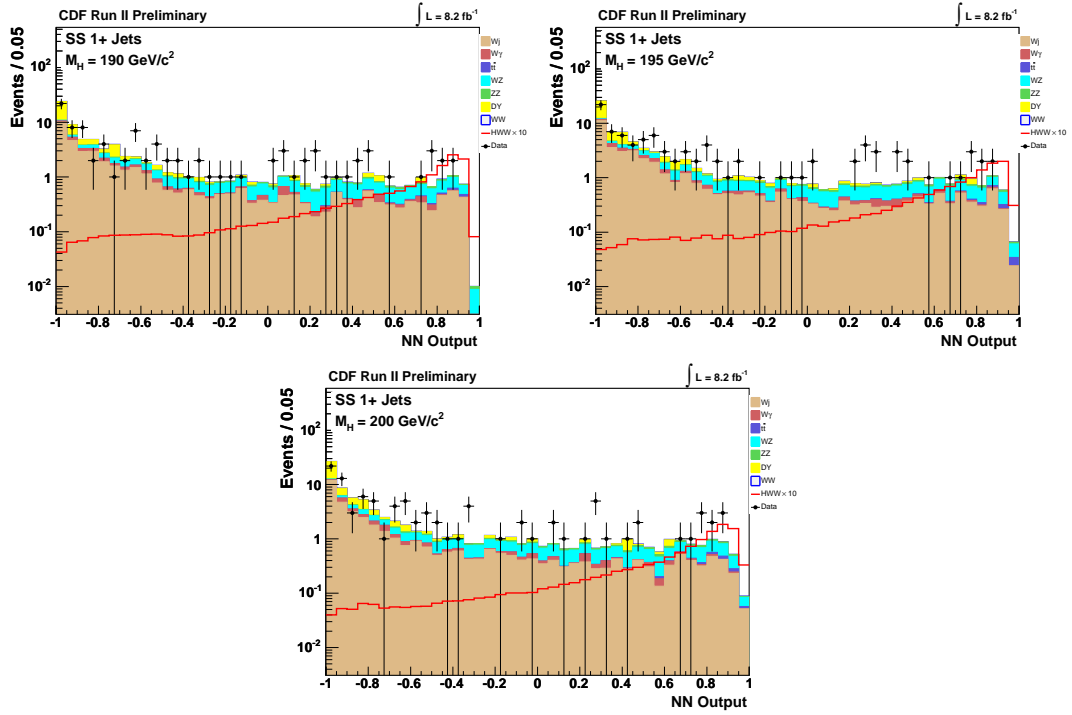 CDF Run II Preliminary
∫ L = 8.2 fb⁻¹
SS 1+ Jets
M_H = 190 GeV/c²
Events / 0.05
10²
10
1
10⁻¹
10⁻²
-1 -0.8 -0.6 -0.4 -0.2 0 0.2 0.4 0.6 0.8 1
NN Output
Wj
Wγ
tt̄
WZ
ZZ
DY
WW
HWW × 10
Data
CDF Run II Preliminary
∫ L = 8.2 fb⁻¹
SS 1+ Jets
M_H = 195 GeV/c²
Events / 0.05
10²
10
1
10⁻¹
10⁻²
-1 -0.8 -0.6 -0.4 -0.2 0 0.2 0.4 0.6 0.8 1
NN Output
Wj
Wγ
tt̄
WZ
ZZ
DY
WW
HWW × 10
Data
CDF Run II Preliminary
∫ L = 8.2 fb⁻¹
SS 1+ Jets
M_H = 200 GeV/c²
Events / 0.05
10²
10
1
10⁻¹
10⁻²
-1 -0.8 -0.6 -0.4 -0.2 0 0.2 0.4 0.6 0.8 1
NN Output
Wj
Wγ
tt̄
WZ
ZZ
DY
WW
HWW × 10
Data